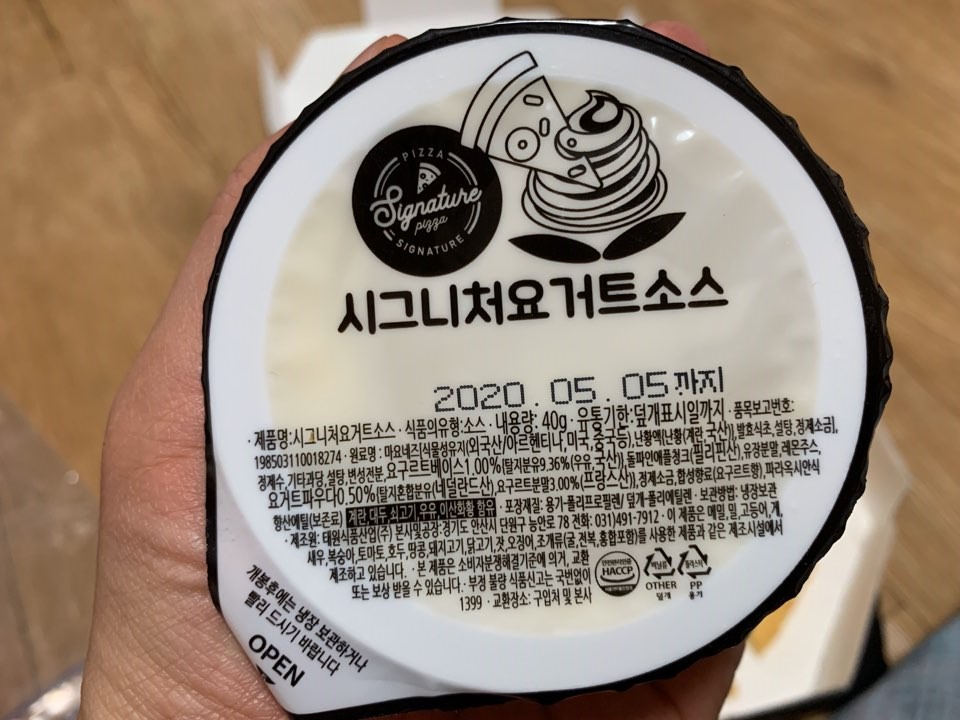 PIZZA
Signature
pizza
SIGNATURE
시그니처요거트소스
2020.05.05까지
· 제품명:시그니처요거트소스 · 식품의유형:소스 · 내용량: 40g · 유통기한:덮개표시일까지 · 품목보고번호:
198503110018274 · 원료명 : 마요네즈[식물성유지(외국산/아르헨티나, 미국, 중국등), 난황액{난황(계란, 국산)}, 발효식초, 설탕, 정제소금],
정제수, 기타과당, 설탕, 변성전분, 요구르트베이스1.00%(탈지분유9.36%(우유, 국산)), 돌파인애플청크(필리핀산), 유장분말, 레몬주스,
요거트파우다0.50%(탈지혼합분유(네덜란드산)), 요구르트분말3.00%(프랑스산), 정제소금, 합성향료(요구르트향), 파라옥시안식
향산에틸(보존료) 계란, 대두, 쇠고기, 우유, 이산화황 함유 · 포장재질: 용기-폴리프로필렌/ 덮개-폴리에틸렌 · 보관방법: 냉장보관
· 제조원: 태원식품산업(주) 본사및공장:경기도 안산시 단원구 능안로 78 전화: 031)491-7912 · 이 제품은 메밀, 밀, 고등어, 게,
새우, 복숭아, 토마토, 호두, 땅콩, 돼지고기, 닭고기, 잣, 오징어, 조개류(굴, 전복, 홍합포함)를 사용한 제품과 같은 제조시설에서
제조하고 있습니다. · 본 제품은 소비자분쟁해결기준에 의거, 교환
또는 보상 받을 수 있습니다. · 부정 불량 식품신고는 국번없이
1399 · 교환장소: 구입처 및 본사
HACCP
OTHER
덮개
PP
용기
개봉후에는 냉장 보관하거나
빨리 드시기 바랍니다
OPEN